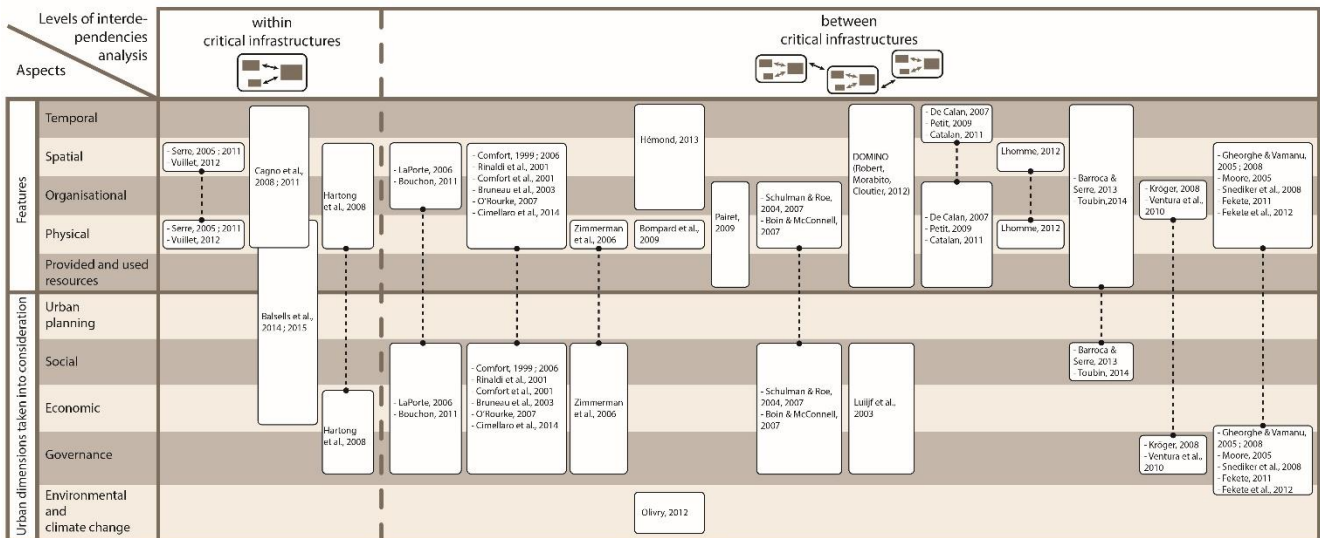 Levels of interde-
pendencies
analysis
Aspects
within
critical infrastructures
between
critical infrastructures
Features
Temporal
Spatial
Organisational
Physical
Provided and used
resources
Urban dimensions taken into consideration
Urban
planning
Social
Economic
Governance
Environmental
and
climate change
- Serre, 2005 ; 2011
- Vuillet, 2012
- Serre, 2005 ; 2011
- Vuillet, 2012
Cagno et al.,
2008 ; 2011
Balsells et al.,
2014 ; 2015
Hartong
et al., 2008
Hartong
et al., 2008
- LaPorte, 2006
- Bouchon, 2011
- LaPorte, 2006
- Bouchon, 2011
- Comfort, 1999 ; 2006
- Rinaldi et al., 2001
- Comfort et al., 2001
- Bruneau et al., 2003
- O'Rourke, 2007
- Cimellaro et al., 2014
- Comfort, 1999 ; 2006
- Rinaldi et al., 2001
- Comfort et al., 2001
- Bruneau et al., 2003
- O'Rourke, 2007
- Cimellaro et al., 2014
Zimmerman
et al., 2006
Zimmerman
et al., 2006
Hémond, 2013
Bompard et al.,
2009
Olivry, 2012
Pairet,
2009
- Schulman & Roe,
2004, 2007
- Boin & McConnell,
2007
- Schulman & Roe,
2004, 2007
- Boin & McConnell,
2007
DOMINO
(Robert,
Morabito,
Cloutier, 2012)
Luiijf et al.,
2003
- De Calan, 2007
- Petit, 2009
- Catalan, 2011
- De Calan, 2007
- Petit, 2009
- Catalan, 2011
Lhomme, 2012
Lhomme, 2012
- Barroca &
Serre, 2013
- Toubin,2014
- Barroca &
Serre, 2013
- Toubin, 2014
- Kröger, 2008
- Ventura et al.,
2010
- Kröger, 2008
- Ventura et al.,
2010
- Gheorghe & Vamanu,
2005 ; 2008
- Moore, 2005
- Snediker et al., 2008
- Fekete, 2011
- Fekete et al., 2012
- Gheorghe & Vamanu,
2005 ; 2008
- Moore, 2005
- Snediker et al., 2008
- Fekete, 2011
- Fekete et al., 2012